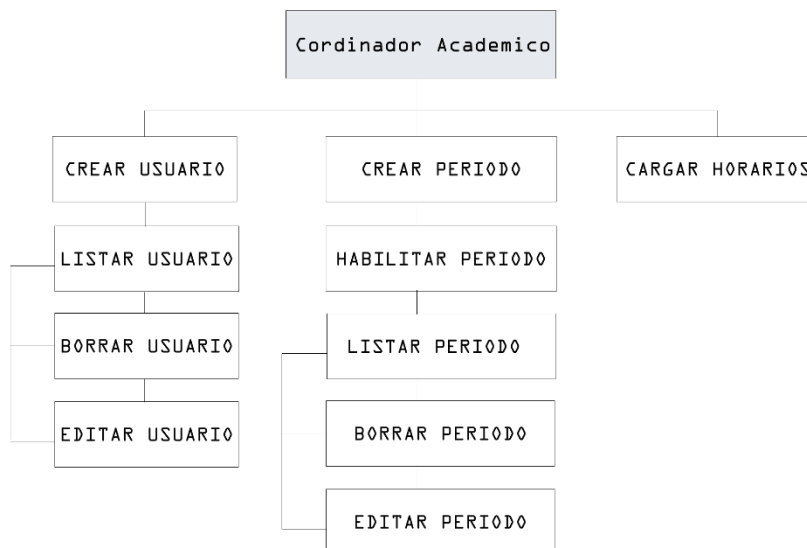 Cordinador Academico
CREAR USUARIO
CREAR PERIODO
CARGAR HORARIOS
LISTAR USUARIO
HABILITAR PERIODO
BORRAR USUARIO
LISTAR PERIODO
EDITAR USUARIO
BORRAR PERIODO
EDITAR PERIODO